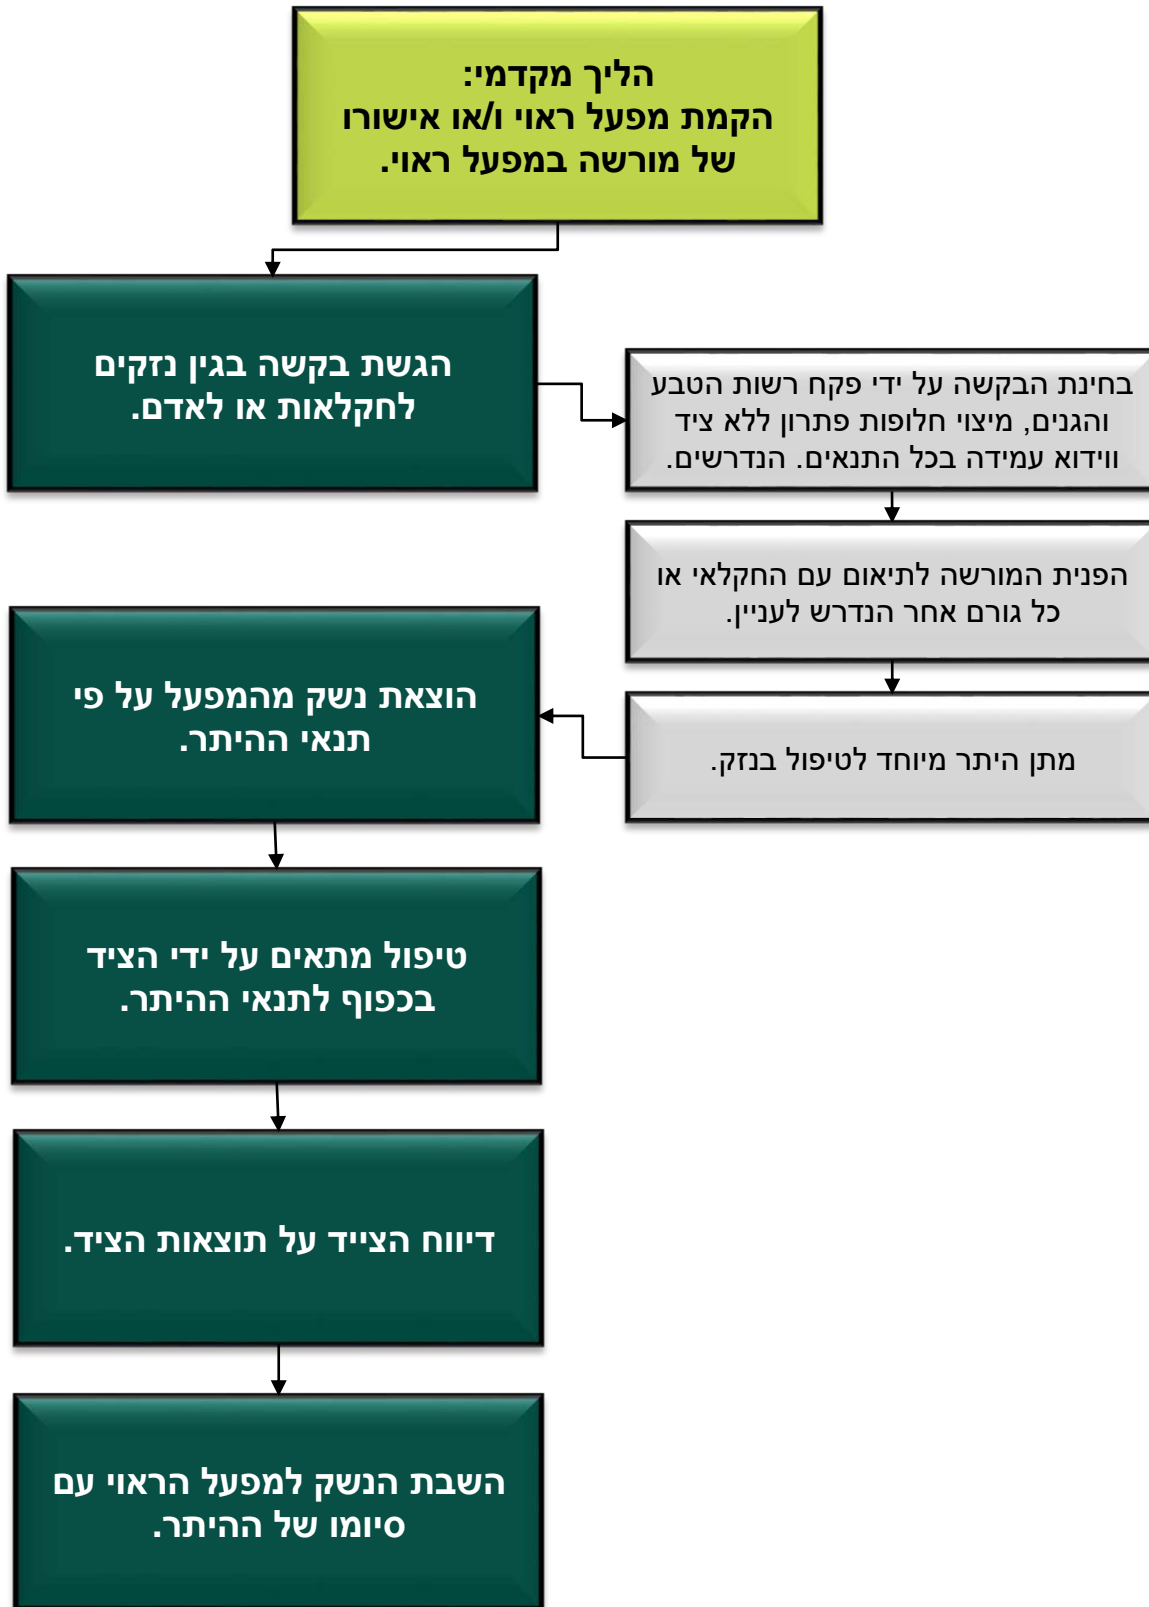 הליך מקדמי:
הקמת מפעל ראוי ו/או אישורו
של מורשה במפעל ראוי.
הגשת בקשה בגין נזקים
לחקלאות או לאדם.
בחינת הבקשה על ידי פקח רשות הטבע
והגנים, מיצוי חלופות פתרון ללא ציד
ווידוא עמידה בכל התנאים. הנדרשים.
הפנית המורשה לתיאום עם החקלאי או
כל גורם אחר הנדרש לעניין.
מתן היתר מיוחד לטיפול בנזק.
הוצאת נשק מהמפעל על פי
תנאי ההיתר.
טיפול מתאים על ידי הציד
בכפוף לתנאי ההיתר.
דיווח הצייד על תוצאות הציד.
השבת הנשק למפעל הראוי עם
סיומו של ההיתר.